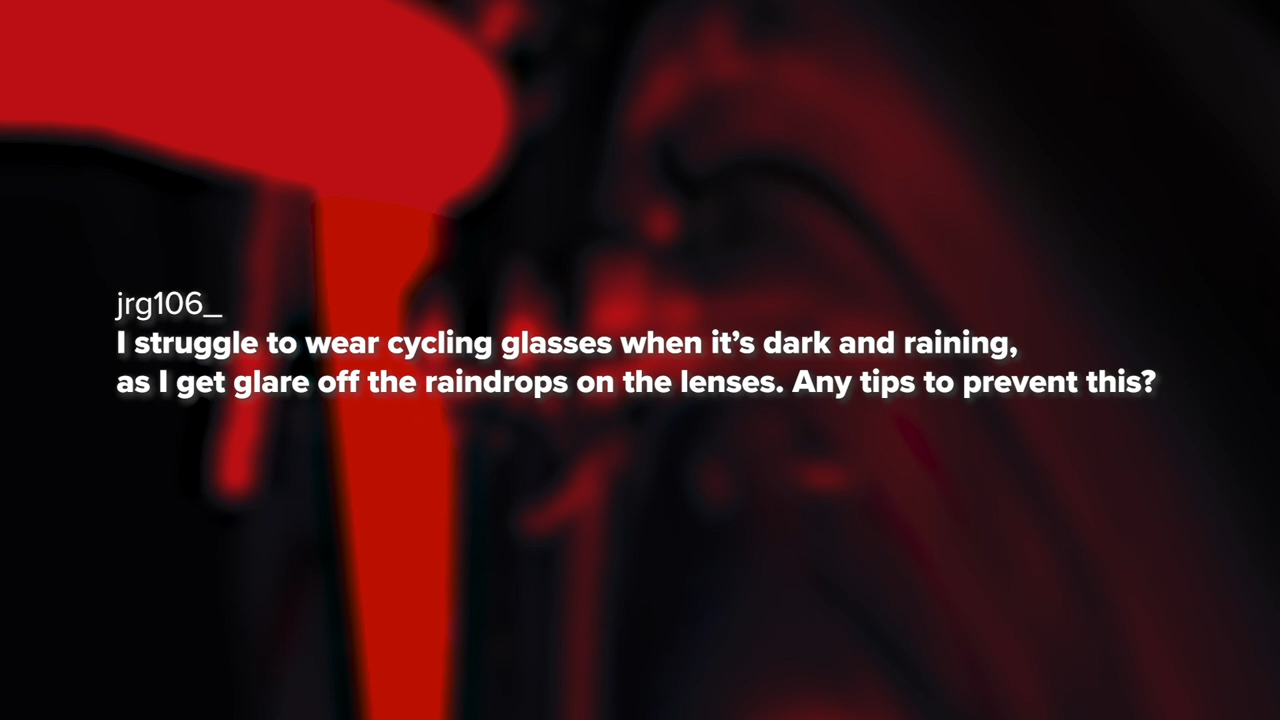 jrg106_
I struggle to wear cycling glasses when it’s dark and raining,
as I get glare off the raindrops on the lenses. Any tips to prevent this?